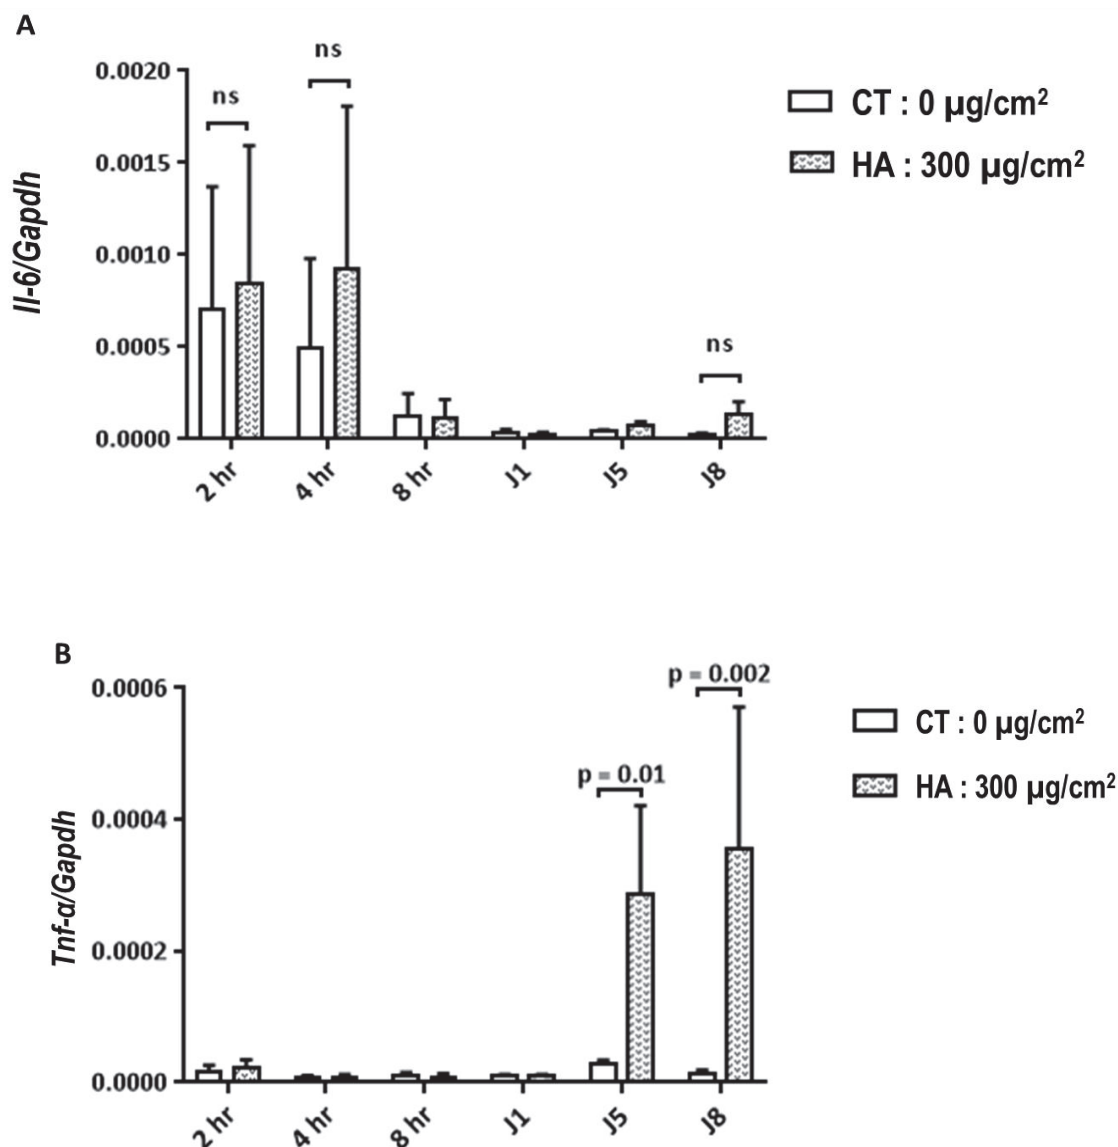 A
Il-6/Gapdh
0.0020
0.0015
0.0010
0.0005
0.0000
ns
ns
ns
2 hr
4 hr
8 hr
J1
J5
J8
CT : 0 µg/cm²
HA : 300 µg/cm²
B
Tnf-α/Gapdh
0.0006
0.0004
0.0002
0.0000
p = 0.01
p = 0.002
2 hr
4 hr
8 hr
J1
J5
J8
CT : 0 µg/cm²
HA : 300 µg/cm²